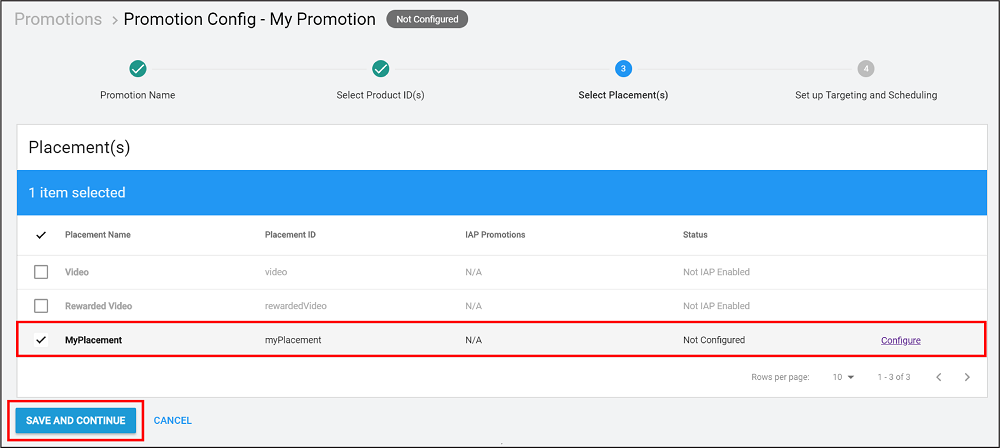 Promotions > Promotion Config - My Promotion Not Configured
3 4
Promotion Name Select Product ID(s) Select Placement(s) Set up Targeting and Scheduling
Placement(s)
1 item selected
Placement Name Placement ID IAP Promotions Status
Video video N/A Not IAP Enabled
Rewarded Video rewardedVideo N/A Not IAP Enabled
MyPlacement myPlacement N/A Not Configured Configure
Rows per page: 10 1 - 3 of 3
SAVE AND CONTINUE CANCEL